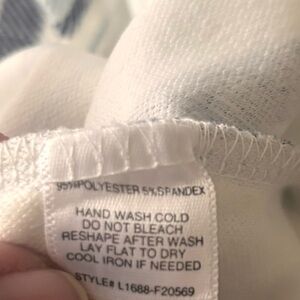 95%POLYESTER 5%SPANDEX
HAND WASH COLD
DO NOT BLEACH
RESHAPE AFTER WASH
LAY FLAT TO DRY
COOL IRON IF NEEDED
STYLE# L1688-F20569